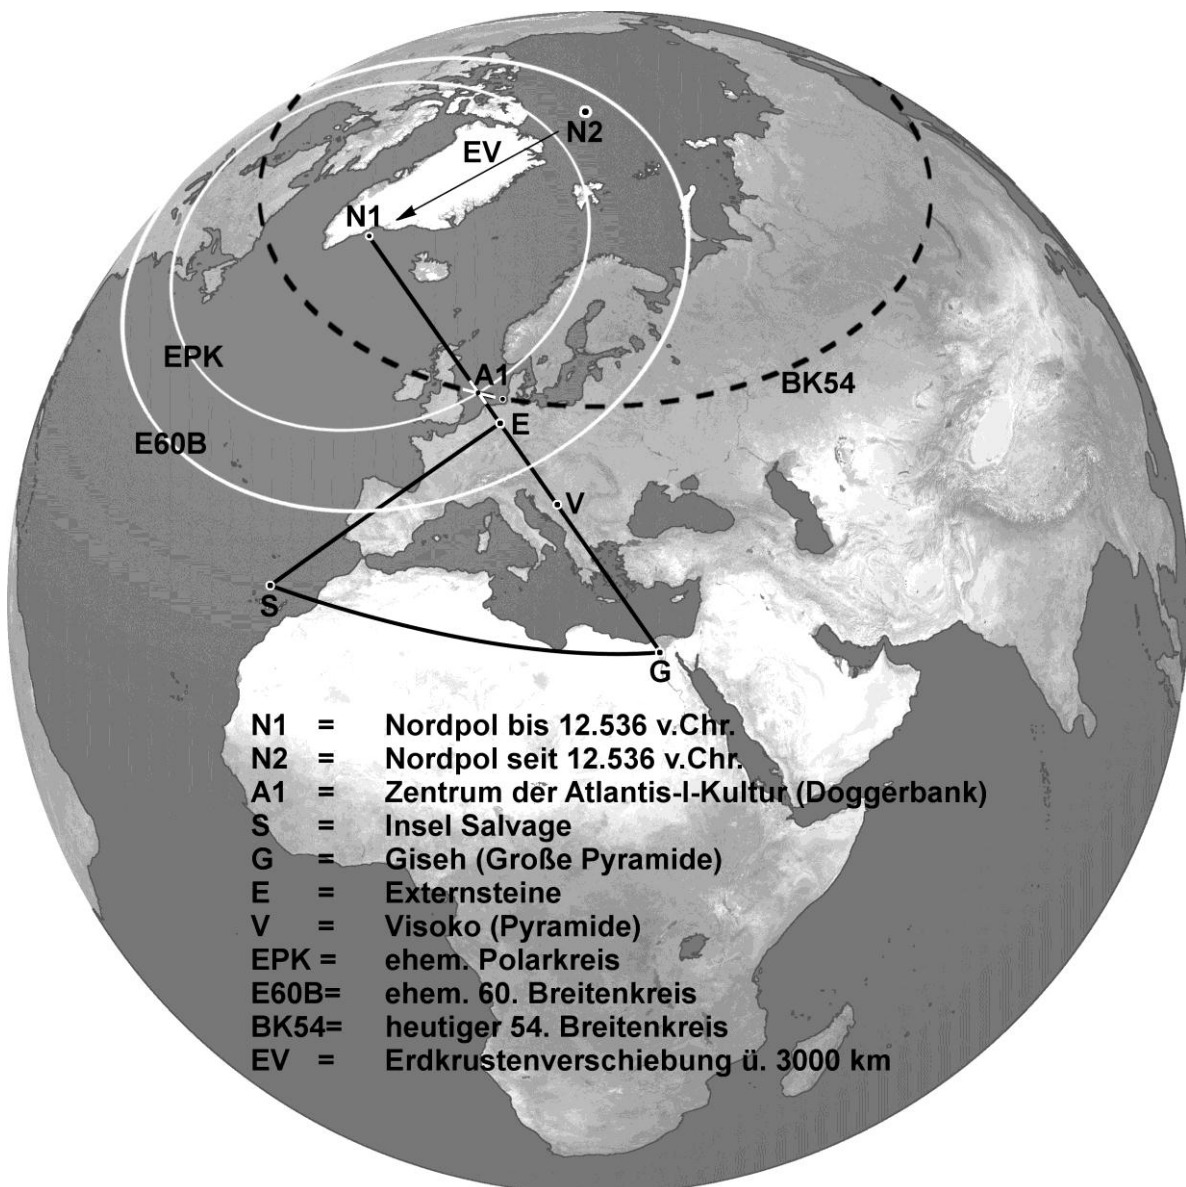 N2
EV
N1
EPK
A1
BK54
E
E60B
V
S
G
N1 = Nordpol bis 12.536 v.Chr.
N2 = Nordpol seit 12.536 v.Chr.
A1 = Zentrum der Atlantis-I-Kultur (Doggerbank)
S = Insel Salvage
G = Giseh (Große Pyramide)
E = Externsteine
V = Visoko (Pyramide)
EPK = ehem. Polarkreis
E60B= ehem. 60. Breitenkreis
BK54= heutiger 54. Breitenkreis
EV = Erdkrustenverschiebung ü. 3000 km